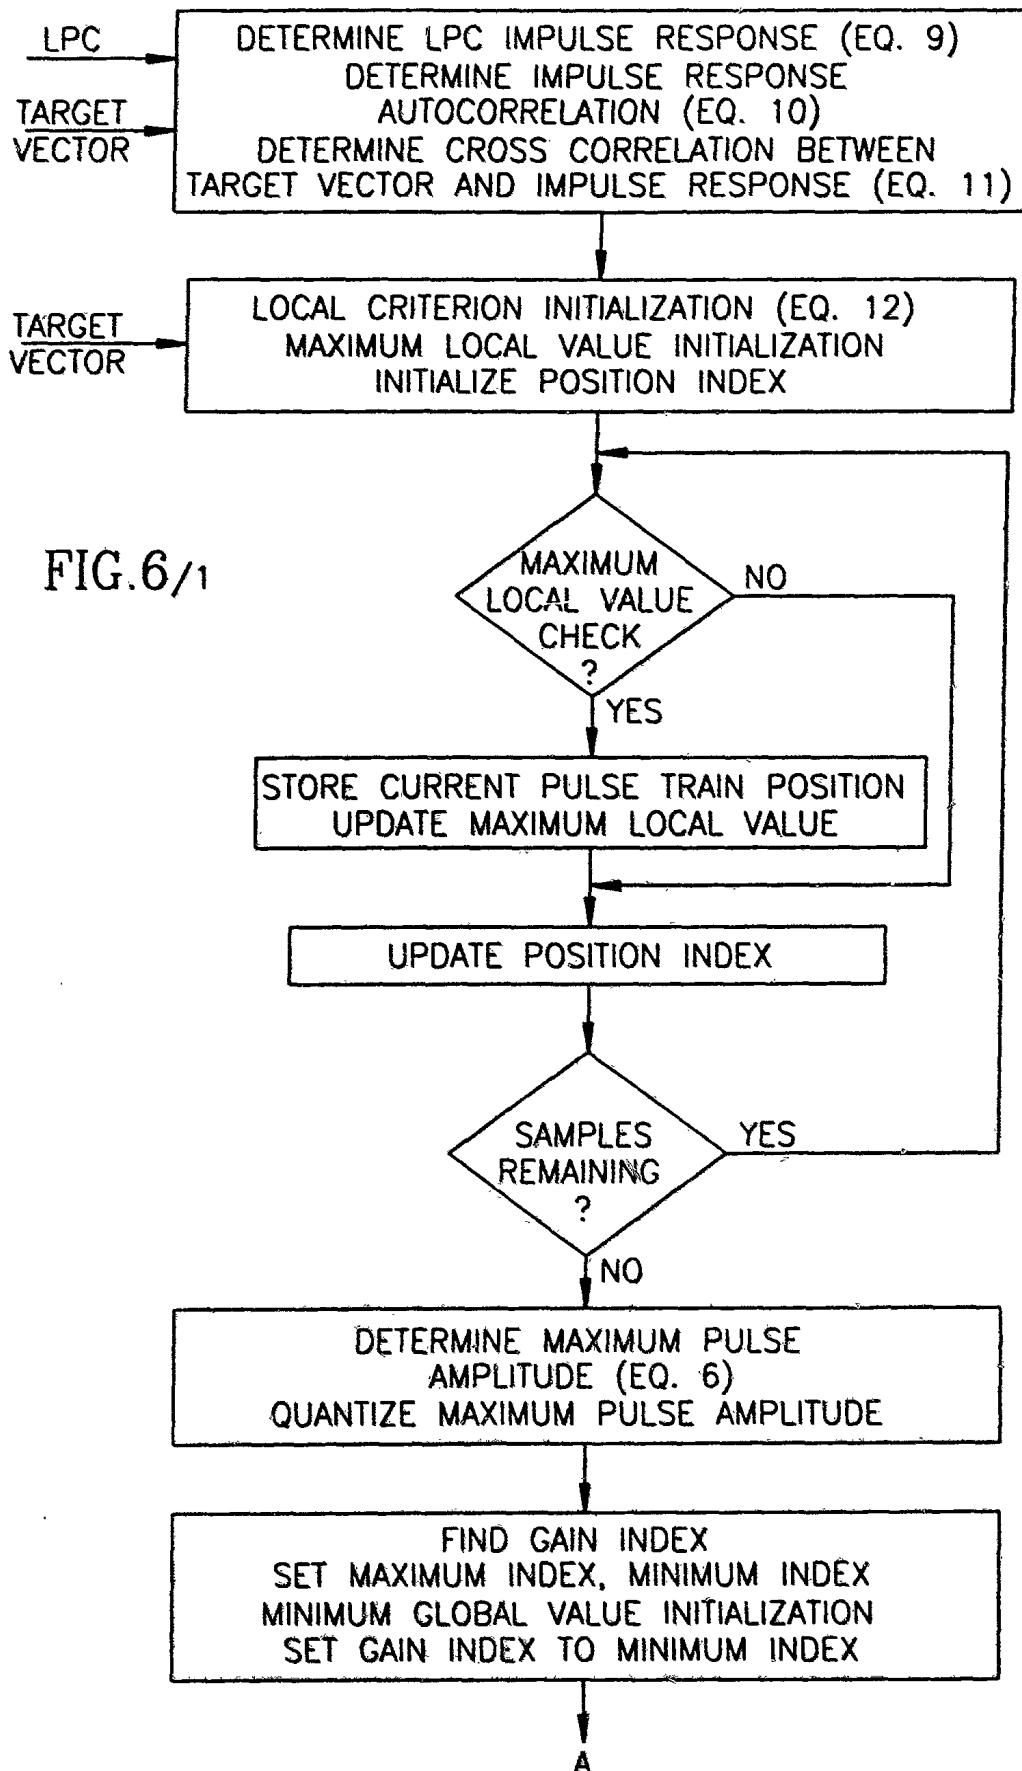 LPC
TARGET
VECTOR
DETERMINE LPC IMPULSE RESPONSE (EQ. 9)
DETERMINE IMPULSE RESPONSE
AUTOCORRELATION (EQ. 10)
DETERMINE CROSS CORRELATION BETWEEN
TARGET VECTOR AND IMPULSE RESPONSE (EQ. 11)
TARGET
VECTOR
LOCAL CRITERION INITIALIZATION (EQ. 12)
MAXIMUM LOCAL VALUE INITIALIZATION
INITIALIZE POSITION INDEX
FIG.6/1
MAXIMUM
LOCAL VALUE
CHECK
?
NO
YES
STORE CURRENT PULSE TRAIN POSITION
UPDATE MAXIMUM LOCAL VALUE
UPDATE POSITION INDEX
SAMPLES
REMAINING
?
YES
NO
DETERMINE MAXIMUM PULSE
AMPLITUDE (EQ. 6)
QUANTIZE MAXIMUM PULSE AMPLITUDE
FIND GAIN INDEX
SET MAXIMUM INDEX, MINIMUM INDEX
MINIMUM GLOBAL VALUE INITIALIZATION
SET GAIN INDEX TO MINIMUM INDEX
A